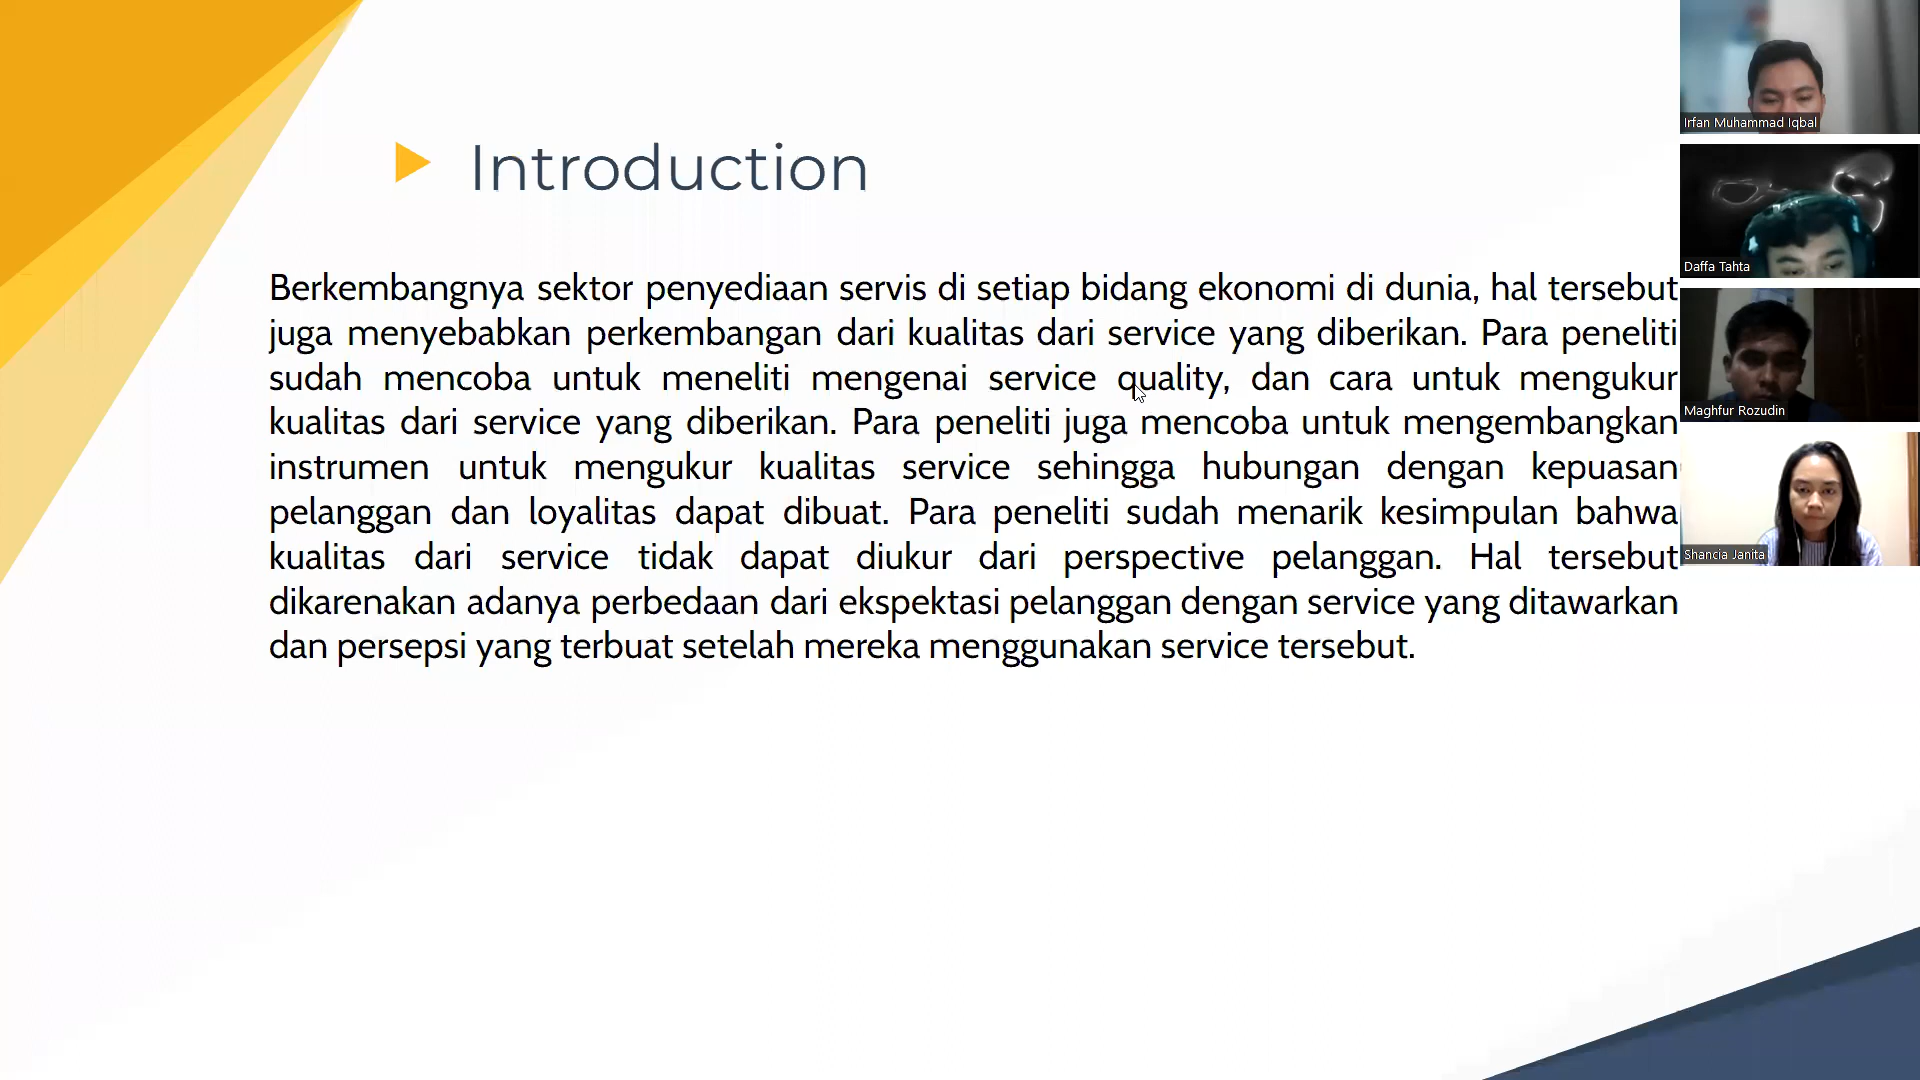 Introduction
Berkembangnya sektor penyediaan servis di setiap bidang ekonomi di dunia, hal tersebut
juga menyebabkan perkembangan dari kualitas dari service yang diberikan. Para peneliti
sudah mencoba untuk meneliti mengenai service quality, dan cara untuk mengukur
kualitas dari service yang diberikan. Para peneliti juga mencoba untuk mengembangkan
instrumen untuk mengukur kualitas service sehingga hubungan dengan kepuasan
pelanggan dan loyalitas dapat dibuat. Para peneliti sudah menarik kesimpulan bahwa
kualitas dari service tidak dapat diukur dari perspective pelanggan. Hal tersebut
dikarenakan adanya perbedaan dari ekspektasi pelanggan dengan service yang ditawarkan
dan persepsi yang terbuat setelah mereka menggunakan service tersebut.
Irfan Muhammad Iqbal
Daffa Tahta
Maghfur Rozudin
Shancia Janita